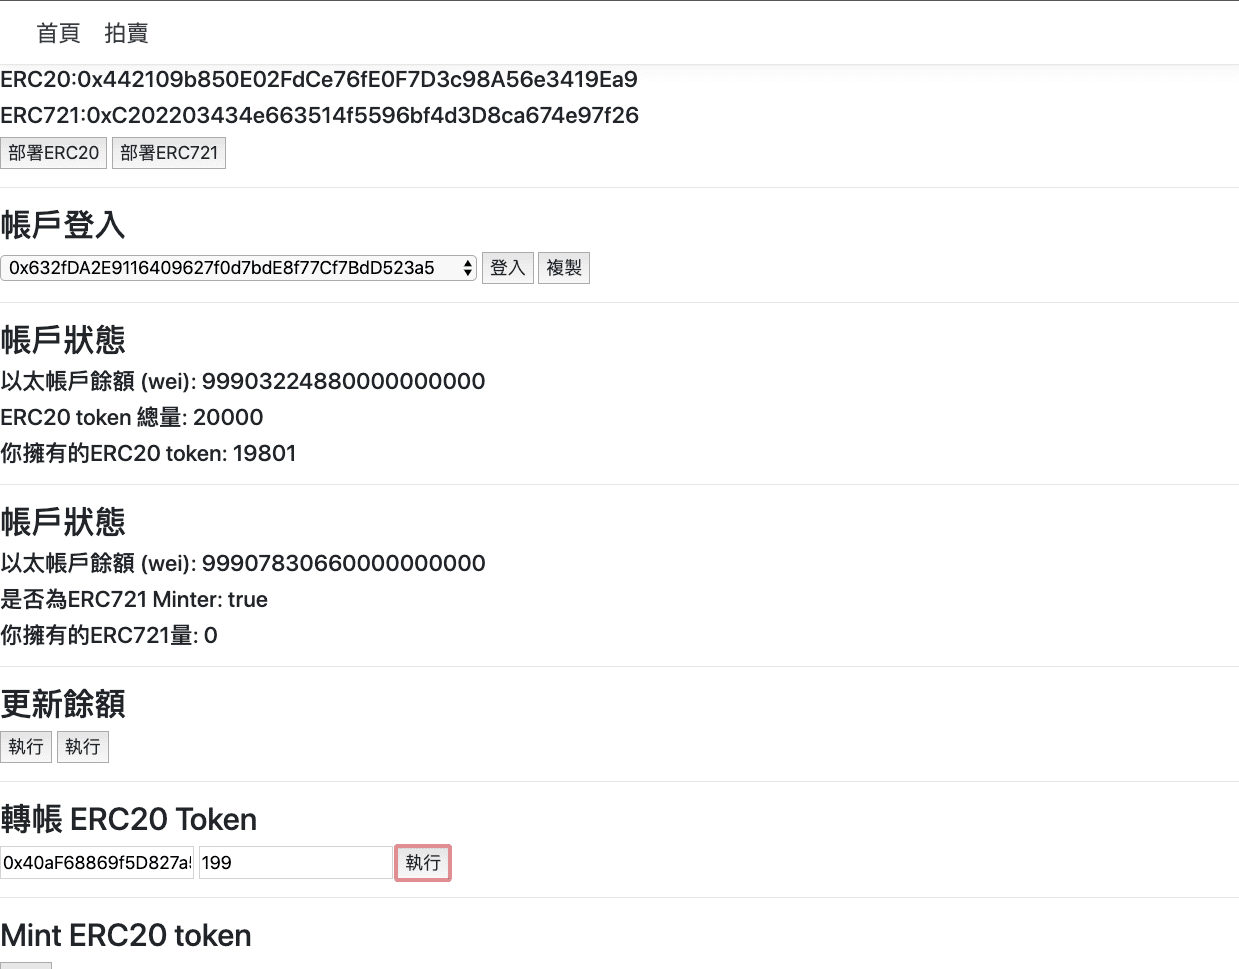 首頁 拍賣
ERC20:0x442109b850E02FdCe76fE0F7D3c98A56e3419Ea9
ERC721:0xC202203434e663514f5596bf4d3D8ca674e97f26
部署ERC20 部署ERC721
帳戶登入
0x632fDA2E9116409627f0d7bdE8f77Cf7BdD523a5 登入 複製
帳戶狀態
以太帳戶餘額 (wei): 99903224880000000000
ERC20 token 總量: 20000
你擁有的ERC20 token: 19801
帳戶狀態
以太帳戶餘額 (wei): 99907830660000000000
是否為ERC721 Minter: true
你擁有的ERC721量: 0
更新餘額
執行 執行
轉帳 ERC20 Token
0x40aF68869f5D827a 199 執行
Mint ERC20 token